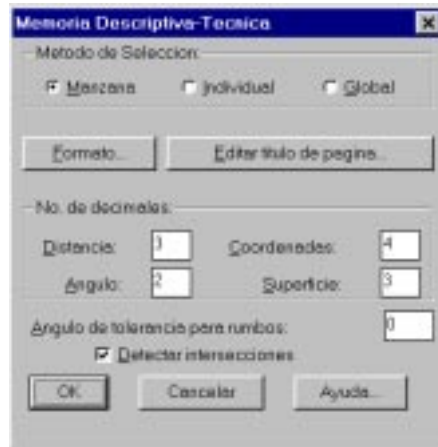 Memoria Descriptiva-Tecnica
Metodo de Seleccion:
Manzana Individual Global
Formato... Editar titulo de pagina...
No. de decimales:
Distancia: 3 Coordenadas: 4
Angulo: 2 Superficie: 3
Angulo de tolerancia para rumbos: 0
Detectar intersecciones
OK Cancelar Ayuda...